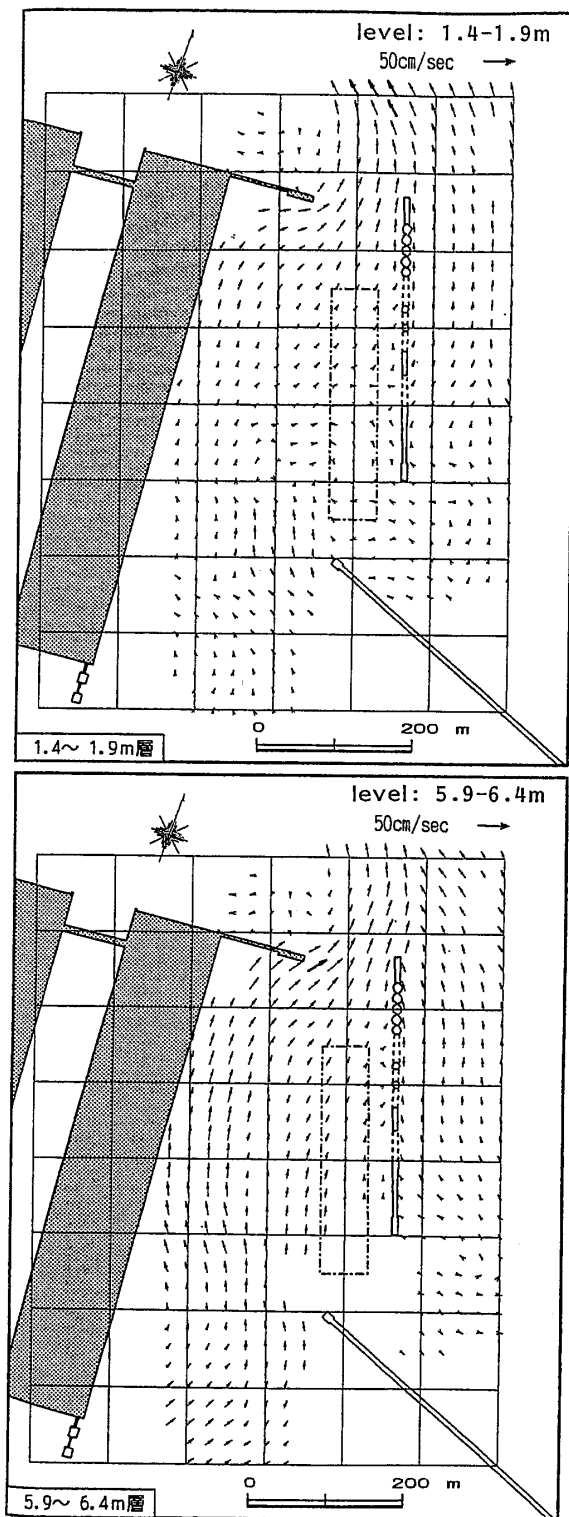 level: 1.4-1.9m
50cm/sec
0 200 m
1.4～1.9m層
level: 5.9-6.4m
50cm/sec
0 200 m
5.9～6.4m層